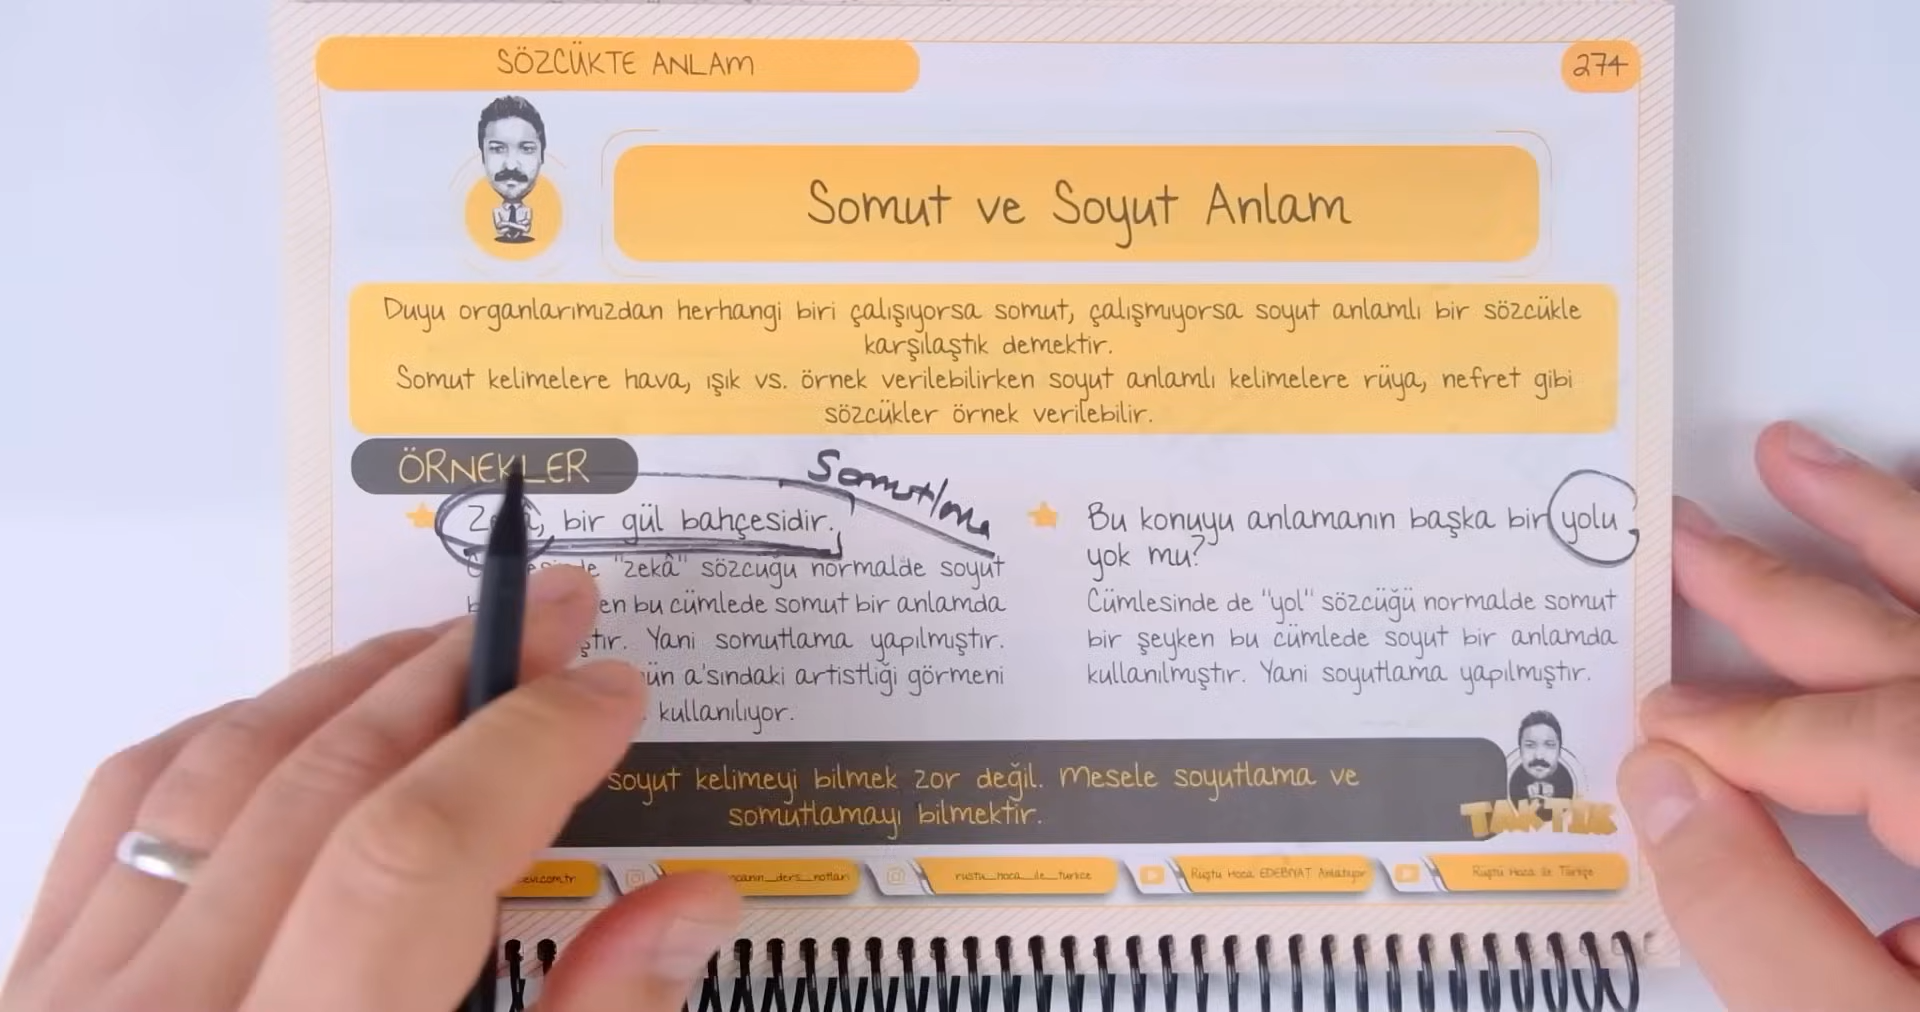 SÖZCÜKTE ANLAM
274
Somut ve Soyut Anlam
Duyu organlarımızdan herhangi biri çalışıyorsa somut, çalışmıyorsa soyut anlamlı bir sözcükle
karşılaştık demektir.
Somut kelimelere hava, ışık vs. örnek verilebilirken soyut anlamlı kelimelere rüya, nefret gibi
sözcükler örnek verilebilir.
ÖRNEKLER
Somutlama
bir gül bahçesidir.
"zekâ" sözcüğü normalde soyut
bu cümlede somut bir anlamda
Yani somutlama yapılmıştır.
a'sındaki artistliği görmeni
kullanılıyor.
Bu konuyu anlamanın başka bir yolu
yok mu?
Cümlesinde de "yol" sözcüğü normalde somut
bir şeyken bu cümlede soyut bir anlamda
kullanılmıştır. Yani soyutlama yapılmıştır.
soyut kelimeyi bilmek zor değil. Mesele soyutlama ve
somutlamayı bilmektir.
TAKTİK
rustu_hoca_ile_turkce
Rüştü Hoca EDEBİYAT Anlatıyor
Rüştü Hoca ile Türkçe